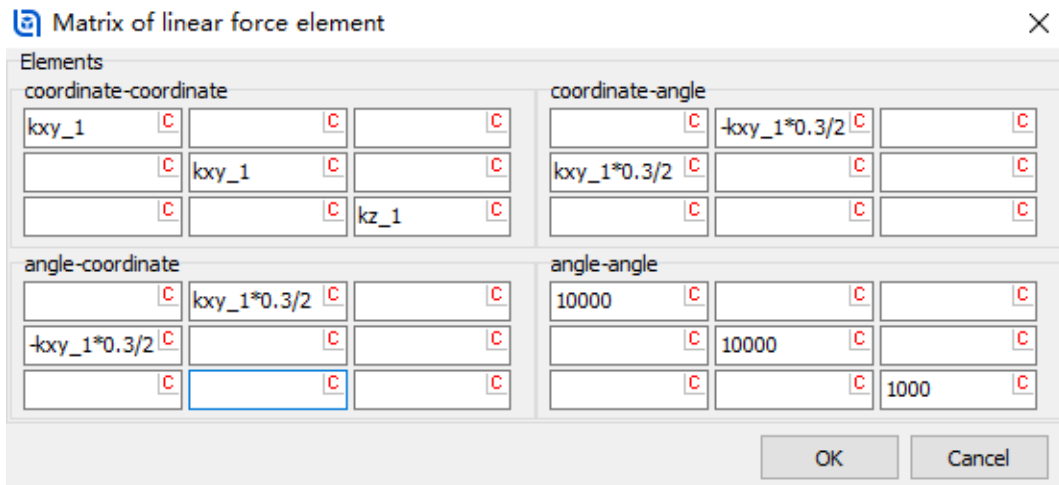 Matrix of linear force element
Elements
coordinate-coordinate coordinate-angle
kxy_1 C C C C -kxy_1*0.3/2 C C
C kxy_1 C C kxy_1*0.3/2 C C C
C C kz_1 C C C C
angle-coordinate angle-angle
C kxy_1*0.3/2 C C 10000 C C C
-kxy_1*0.3/2 C C C C 10000 C C
C C C C C 1000 C
OK Cancel